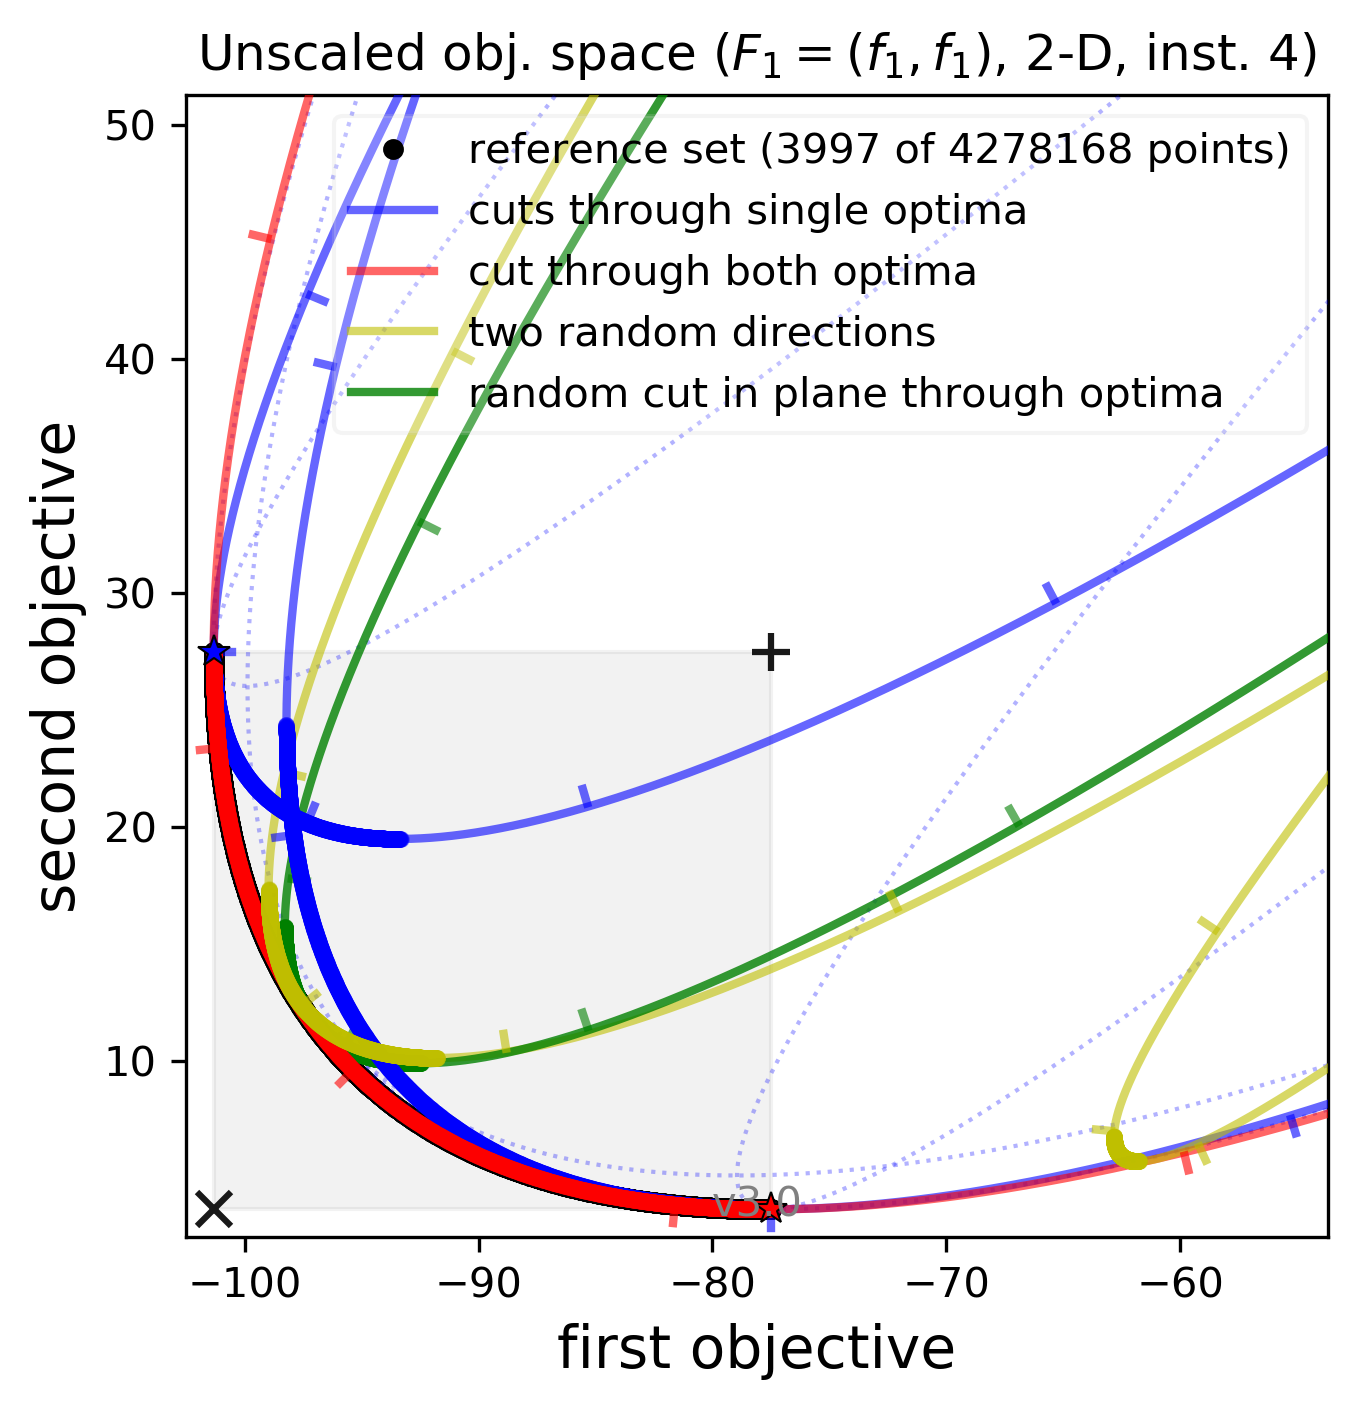 Unscaled obj. space (F₁ = (f₁, f₁), 2-D, inst. 4)
reference set (3997 of 4278168 points)
cuts through single optima
cut through both optima
two random directions
random cut in plane through optima
50
40
30
20
10
second objective
v3.0
−100
−90
−80
−70
−60
first objective